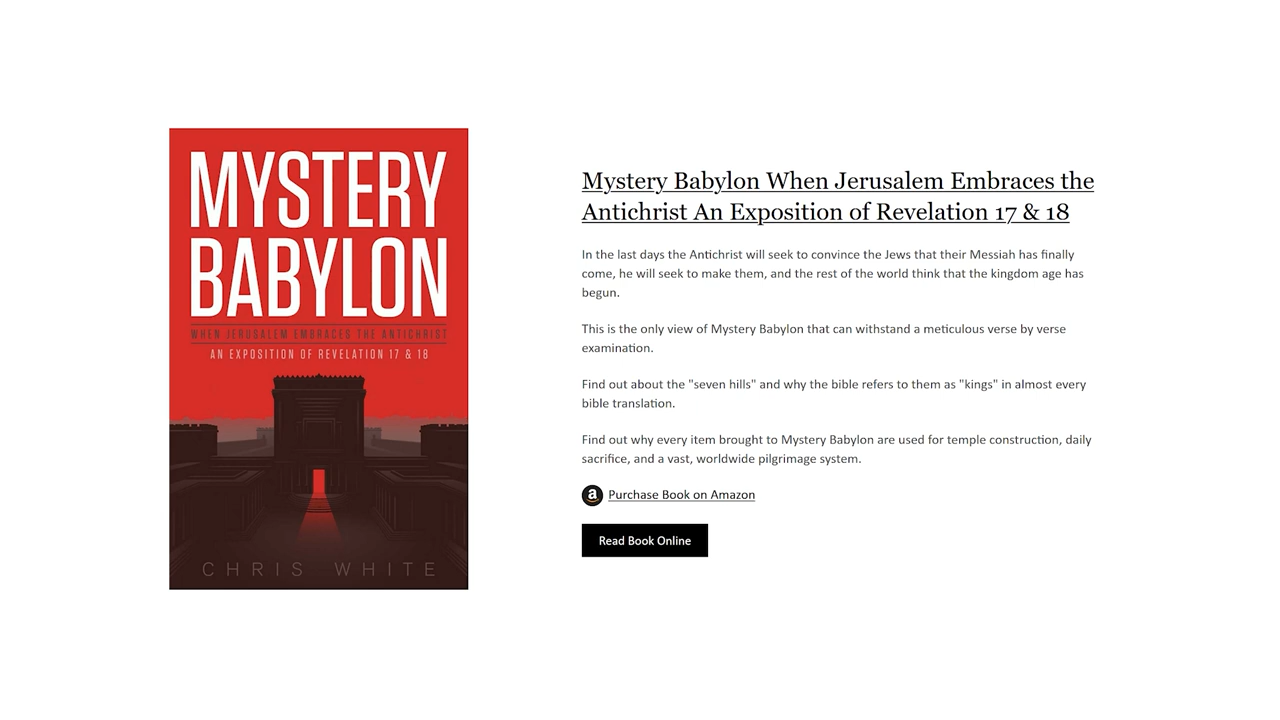 MYSTERY
BABYLON
WHEN JERUSALEM EMBRACES THE ANTICHRIST
AN EXPOSITION OF REVELATION 17 & 18
CHRIS WHITE
Mystery Babylon When Jerusalem Embraces the
Antichrist An Exposition of Revelation 17 & 18
In the last days the Antichrist will seek to convince the Jews that their Messiah has finally
come, he will seek to make them, and the rest of the world think that the kingdom age has
begun.
This is the only view of Mystery Babylon that can withstand a meticulous verse by verse
examination.
Find out about the "seven hills" and why the bible refers to them as "kings" in almost every
bible translation.
Find out why every item brought to Mystery Babylon are used for temple construction, daily
sacrifice, and a vast, worldwide pilgrimage system.
a Purchase Book on Amazon
Read Book Online